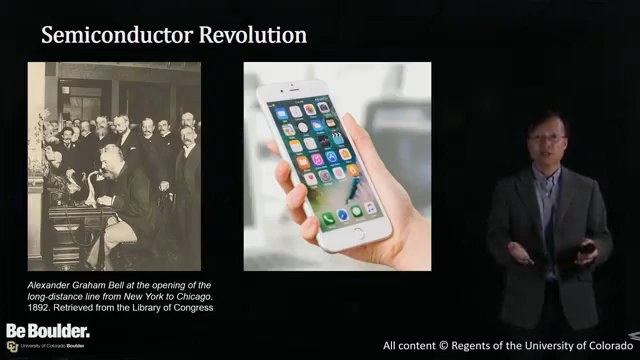 Semiconductor Revolution
Alexander Graham Bell at the opening of the
long-distance line from New York to Chicago.
1892. Retrieved from the Library of Congress
Be Boulder.
University of Colorado Boulder
All content © Regents of the University of Colorado